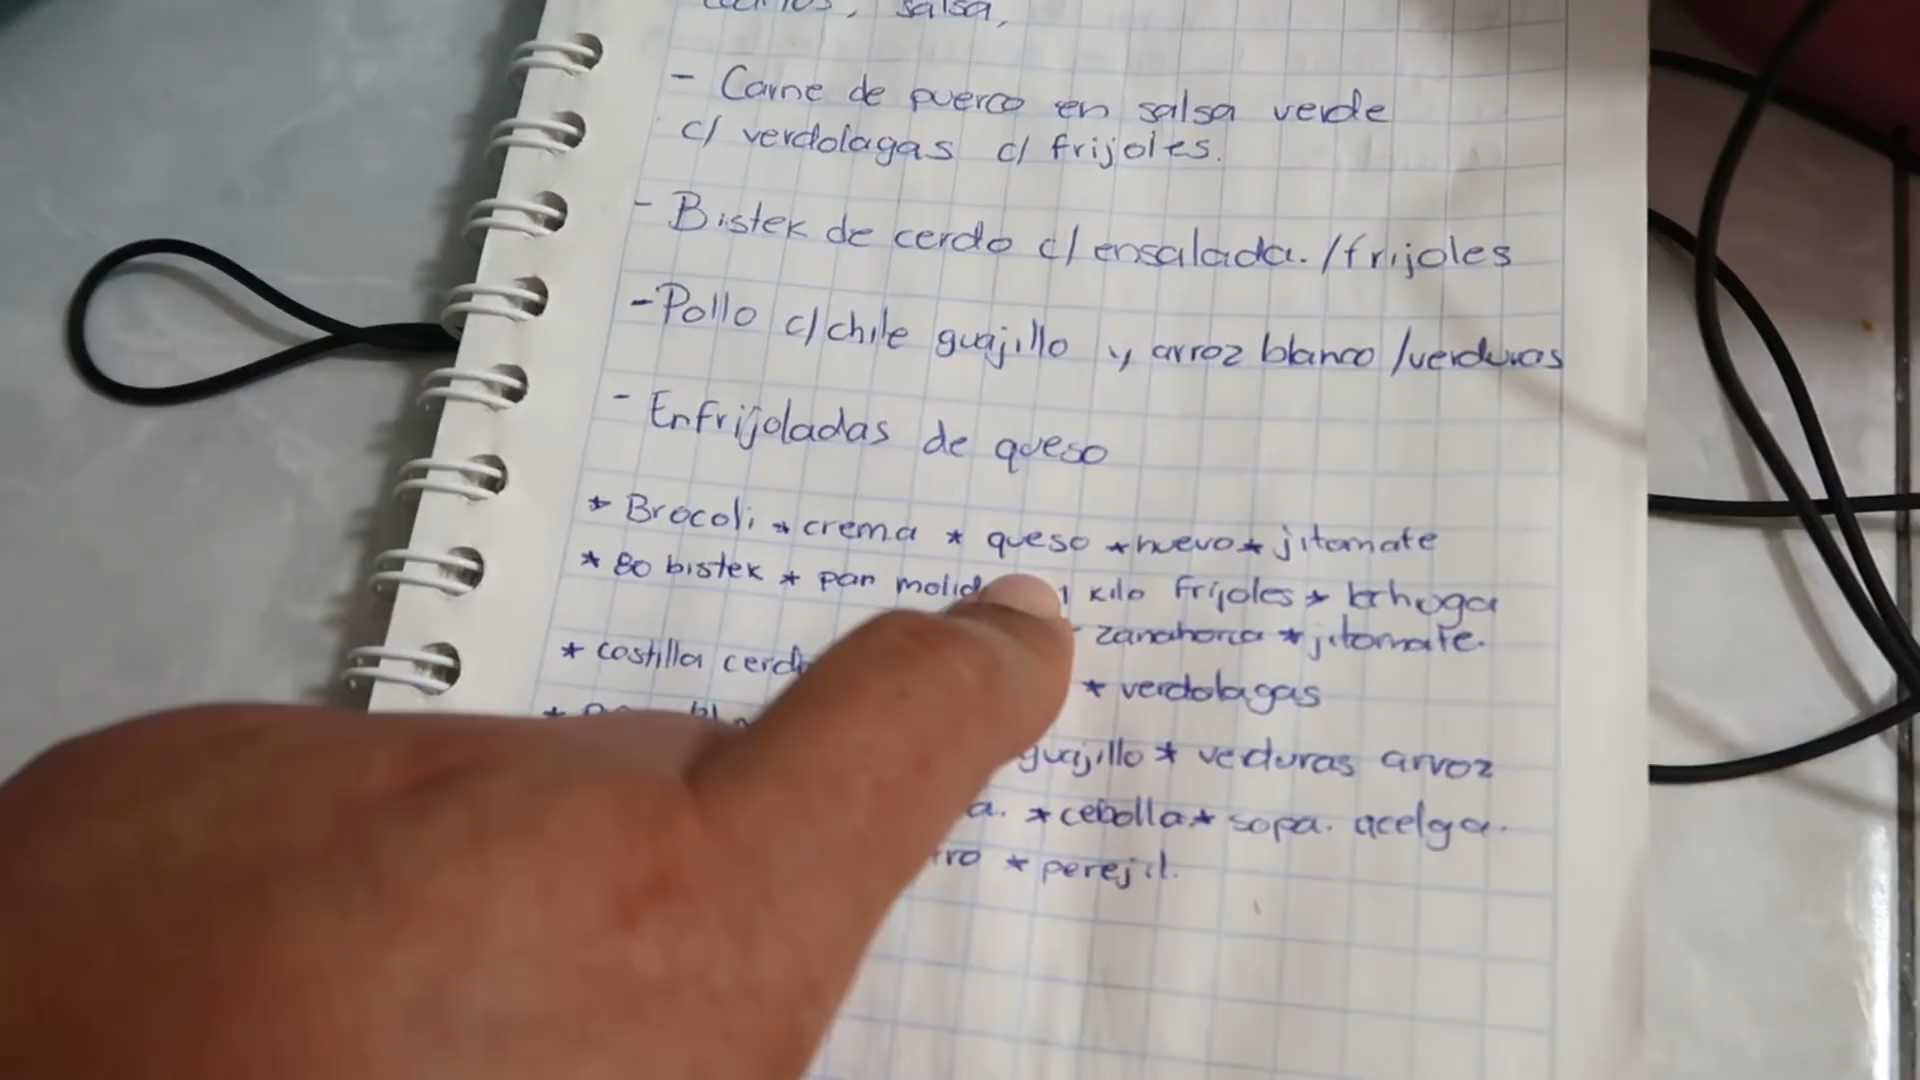 salsa,
- Carne de puerco en salsa verde
c/ verdolagas c/ frijoles.
- Bistek de cerdo c/ ensalada. /frijoles
- Pollo c/chile guajillo y arroz blanco /verduras
- Enfrijoladas de queso
* Brocoli * crema * queso * huevo * jitomate
* 80 bistek * pan 1 kilo frijoles * lechuga
zanahoria * jitomate.
* costilla
* verdolagas
guajillo * verduras arroz
* cebolla * sopa. acelga.
* perejil.